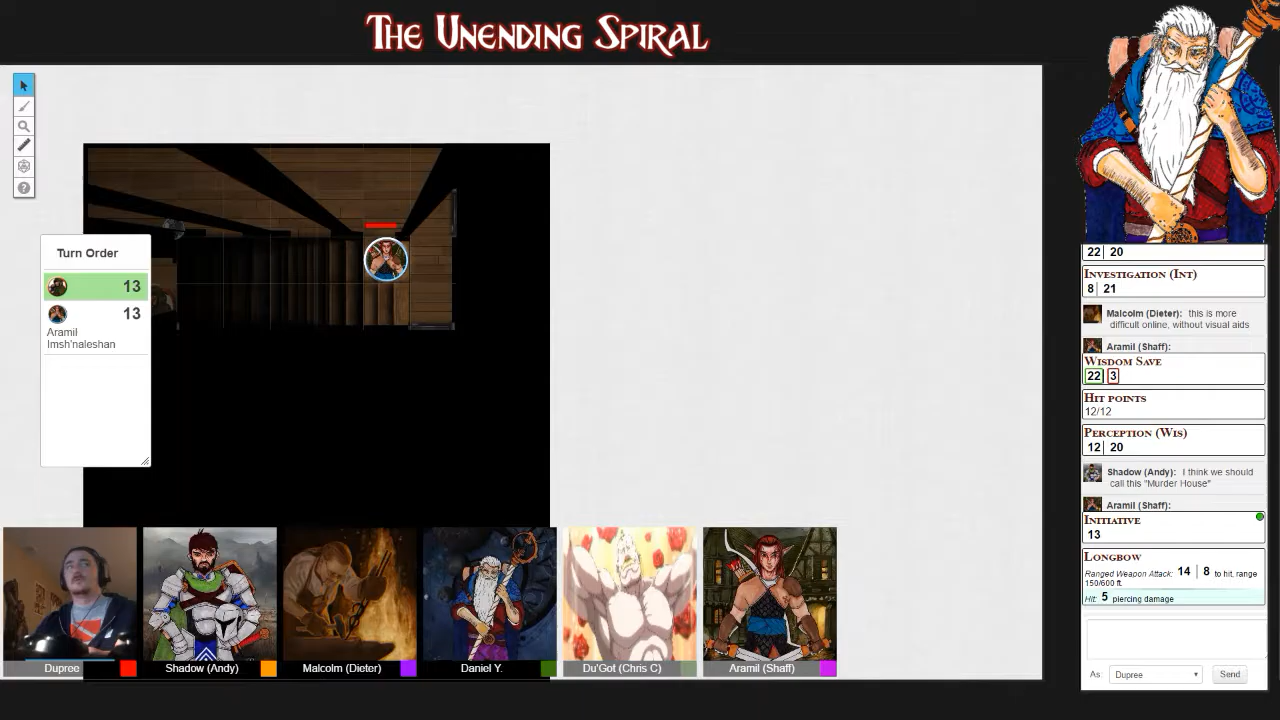 The Unending Spiral
Turn Order
13
13
Aramil
Imsh'naleshan
22| 20
Investigation (Int)
8| 21
Malcolm (Dieter): this is more
difficult online, without visual aids
Aramil (Shaff):
Wisdom Save
22| 3
Hit points
12/12
Perception (Wis)
12| 20
Shadow (Andy): I think we should
call this "Murder House"
Aramil (Shaff):
Initiative
13
Longbow
Ranged Weapon Attack: 14 | 8 to hit, range
150/600 ft.
Hit: 5 piercing damage
As: Dupree Send
Dupree
Shadow (Andy)
Malcolm (Dieter)
Daniel Y.
Du'Got (Chris C)
Aramil (Shaff)